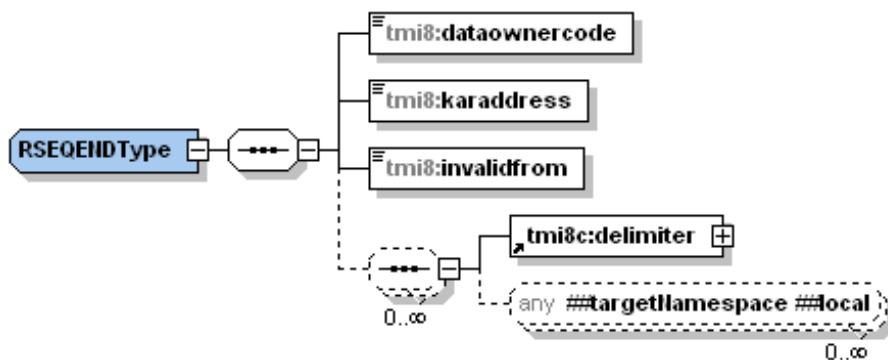 tmi8:dataownercode
tmi8:karaddress
RSEQENDType
tmi8:invalidfrom
tmi8c:delimiter
any ##targetNamespace ##local
0..∞
0..∞